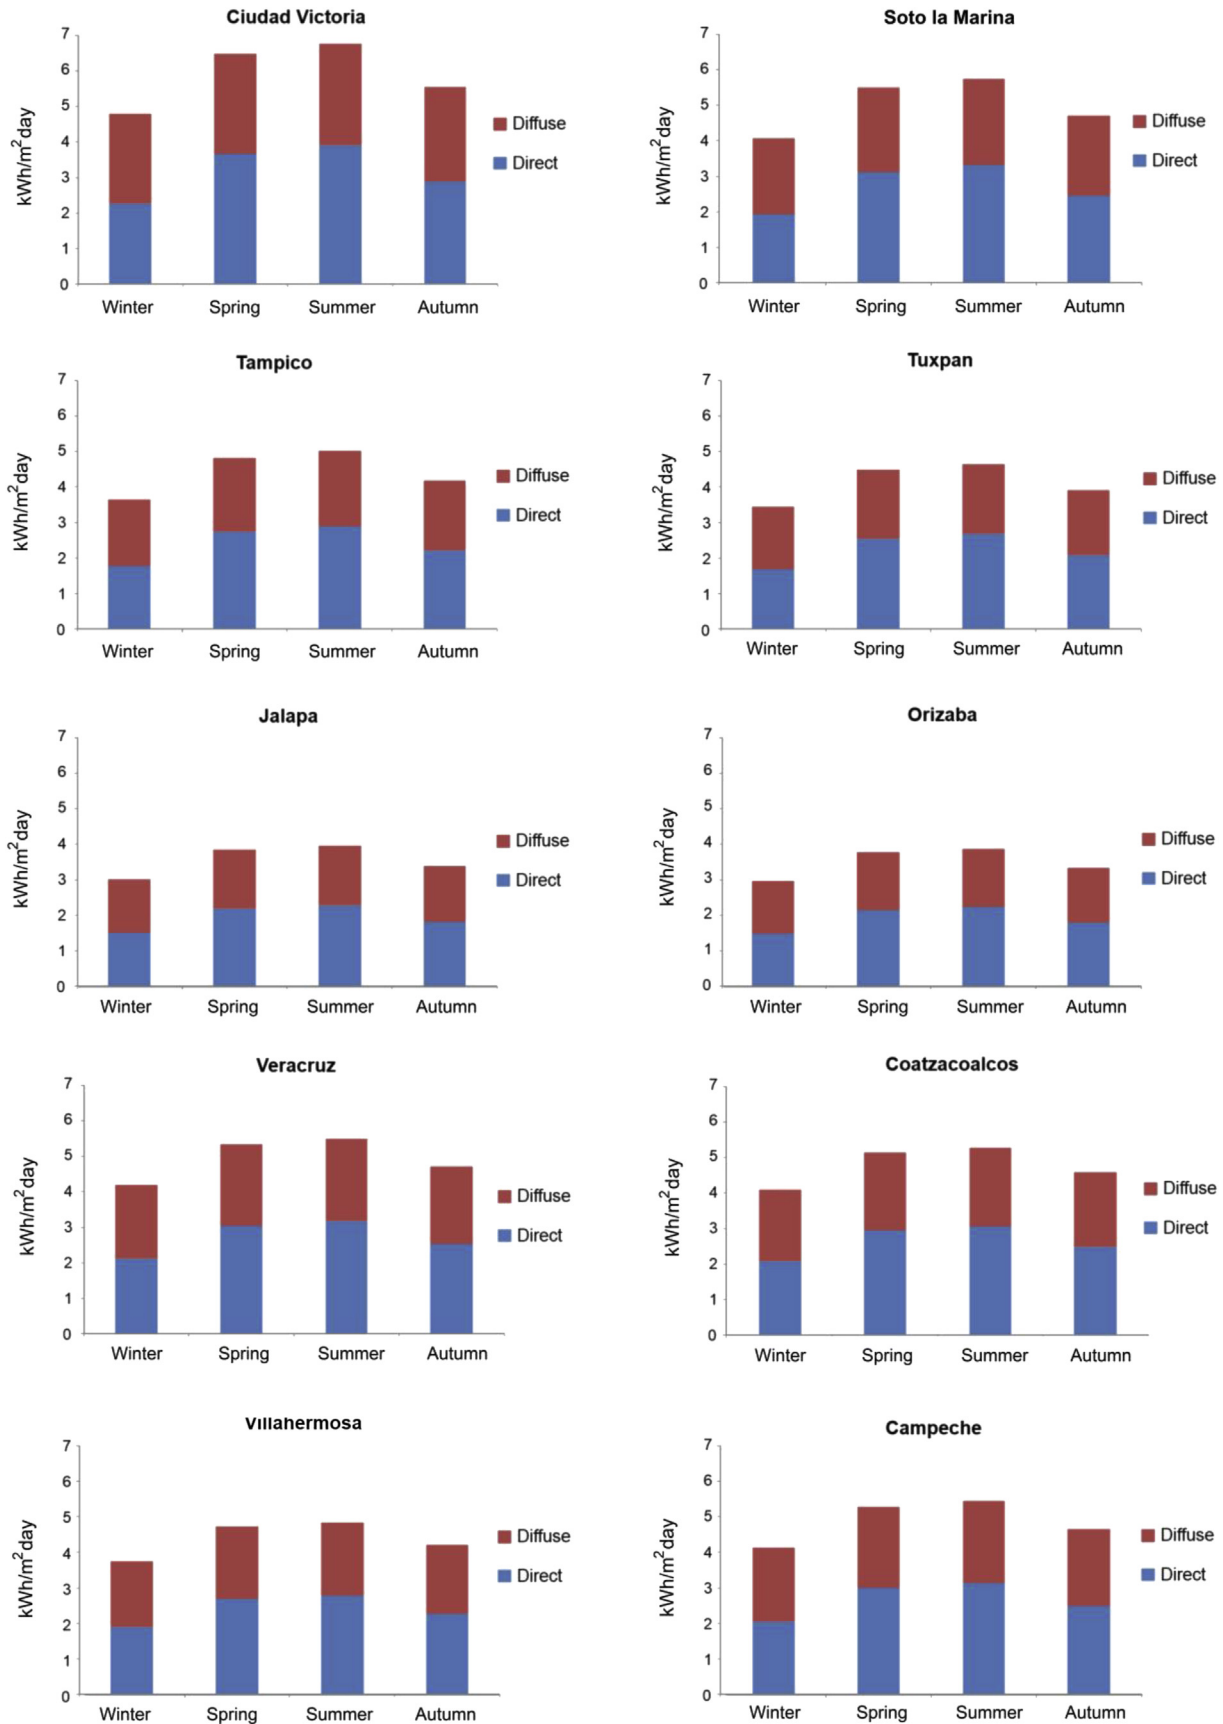 Ciudad Victoria
7
6
5
4
3
2
1
0
kWh/m²day
Diffuse
Direct
Winter Spring Summer Autumn
Soto la Marina
7
6
5
4
3
2
1
0
kWh/m²day
Diffuse
Direct
Winter Spring Summer Autumn
Tampico
7
6
5
4
3
2
1
0
kWh/m²day
Diffuse
Direct
Winter Spring Summer Autumn
Tuxpan
7
6
5
4
3
2
1
0
kWh/m²day
Diffuse
Direct
Winter Spring Summer Autumn
Jalapa
7
6
5
4
3
2
1
0
kWh/m²day
Diffuse
Direct
Winter Spring Summer Autumn
Orizaba
7
6
5
4
3
2
1
0
kWh/m²day
Diffuse
Direct
Winter Spring Summer Autumn
Veracruz
7
6
5
4
3
2
1
0
kWh/m²day
Diffuse
Direct
Winter Spring Summer Autumn
Coatzacoalcos
7
6
5
4
3
2
1
0
kWh/m²day
Diffuse
Direct
Winter Spring Summer Autumn
Villahermosa
7
6
5
4
3
2
1
0
kWh/m²day
Diffuse
Direct
Winter Spring Summer Autumn
Campeche
7
6
5
4
3
2
1
0
kWh/m²day
Diffuse
Direct
Winter Spring Summer Autumn